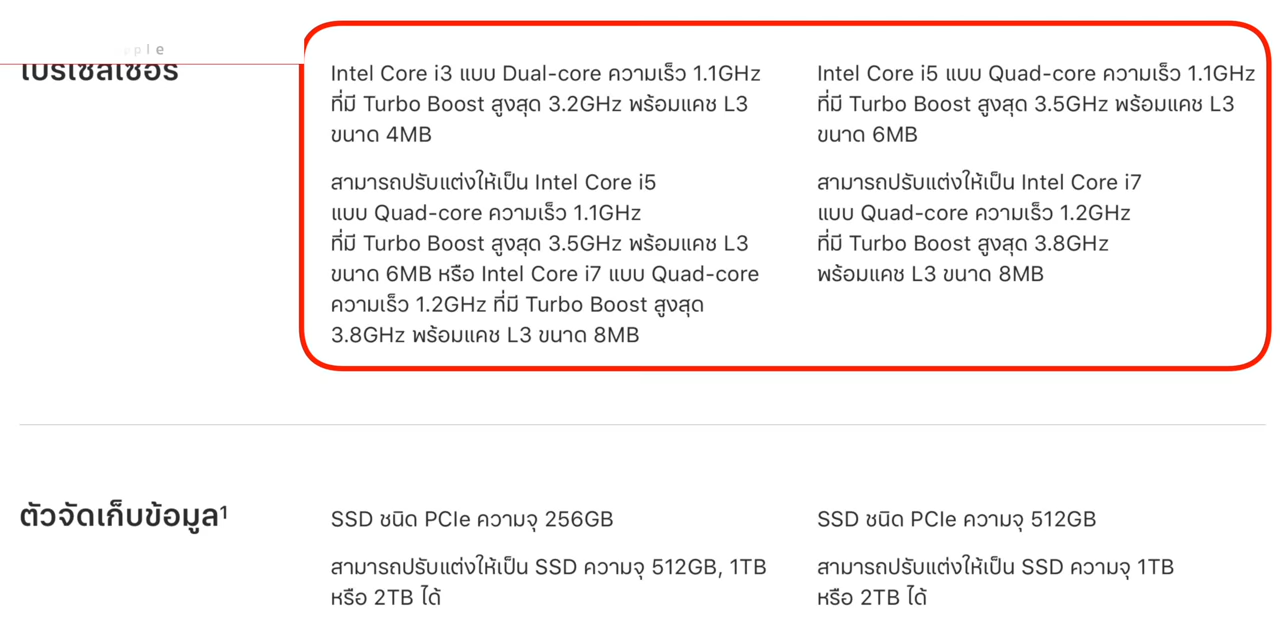 โปรเซสเซอร์
Intel Core i3 แบบ Dual-core ความเร็ว 1.1GHz
ที่มี Turbo Boost สูงสุด 3.2GHz พร้อมแคช L3
ขนาด 4MB
สามารถปรับแต่งให้เป็น Intel Core i5
แบบ Quad-core ความเร็ว 1.1GHz
ที่มี Turbo Boost สูงสุด 3.5GHz พร้อมแคช L3
ขนาด 6MB หรือ Intel Core i7 แบบ Quad-core
ความเร็ว 1.2GHz ที่มี Turbo Boost สูงสุด
3.8GHz พร้อมแคช L3 ขนาด 8MB
Intel Core i5 แบบ Quad-core ความเร็ว 1.1GHz
ที่มี Turbo Boost สูงสุด 3.5GHz พร้อมแคช L3
ขนาด 6MB
สามารถปรับแต่งให้เป็น Intel Core i7
แบบ Quad-core ความเร็ว 1.2GHz
ที่มี Turbo Boost สูงสุด 3.8GHz
พร้อมแคช L3 ขนาด 8MB
ตัวจัดเก็บข้อมูล¹
SSD ชนิด PCIe ความจุ 256GB
สามารถปรับแต่งให้เป็น SSD ความจุ 512GB, 1TB
หรือ 2TB ได้
SSD ชนิด PCIe ความจุ 512GB
สามารถปรับแต่งให้เป็น SSD ความจุ 1TB
หรือ 2TB ได้